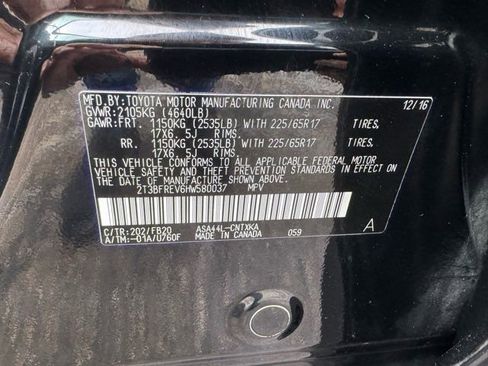 MFD.BY:TOYOTA MOTOR MANUFACTURING CANADA INC. 12/16
GVWR:2105KG (4640LB)
GAWR:FRT. 1150KG (2535LB) WITH 225/65R17 TIRES,
17X6.5J RIMS.
RR. 1150KG (2535LB) WITH 225/65R17 TIRES,
17X6.5J RIMS.
THIS VEHICLE CONFORMS TO ALL APPLICABLE FEDERAL MOTOR
VEHICLE SAFETY AND THEFT PREVENTION STANDARDS IN EFFECT
ON THE DATE OF MANUFACTURE SHOWN ABOVE.
2T3BFREV6HW580037 MPV
C/TR:202/FB20 ASA44L-CNTXKA A
A/TM:-01A/U760F MADE IN CANADA 059